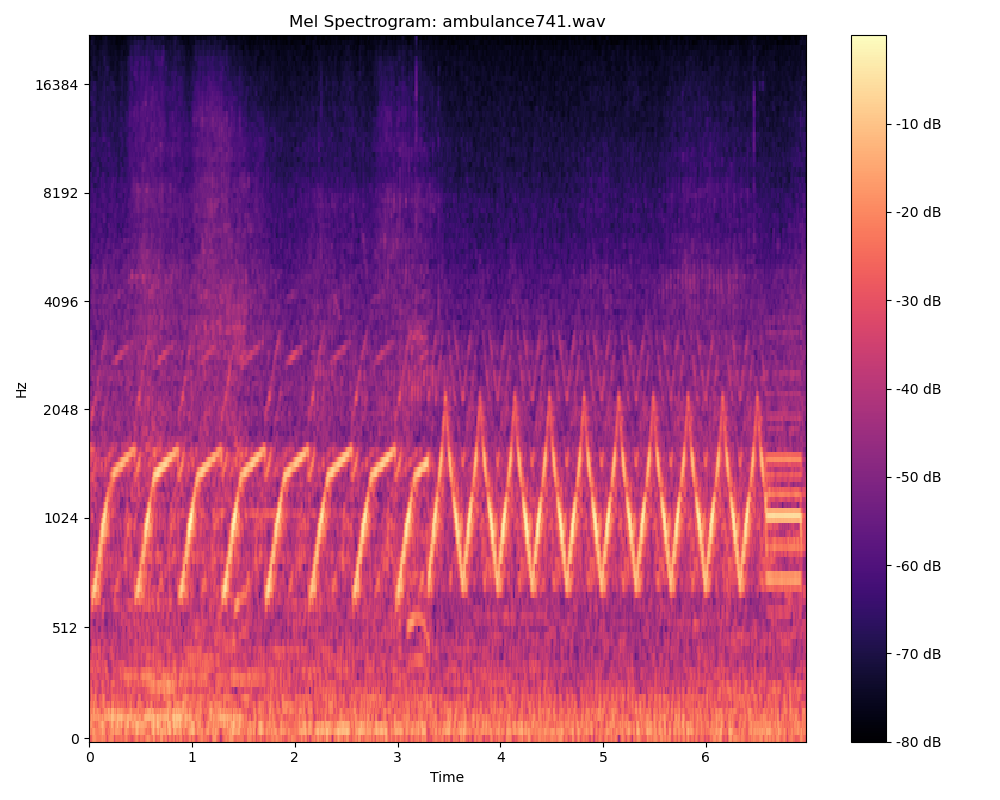 Mel Spectrogram: ambulance741.wav
16384
8192
4096
2048
1024
512
0
Hz
0 1 2 3 4 5 6
Time
-10 dB
-20 dB
-30 dB
-40 dB
-50 dB
-60 dB
-70 dB
-80 dB